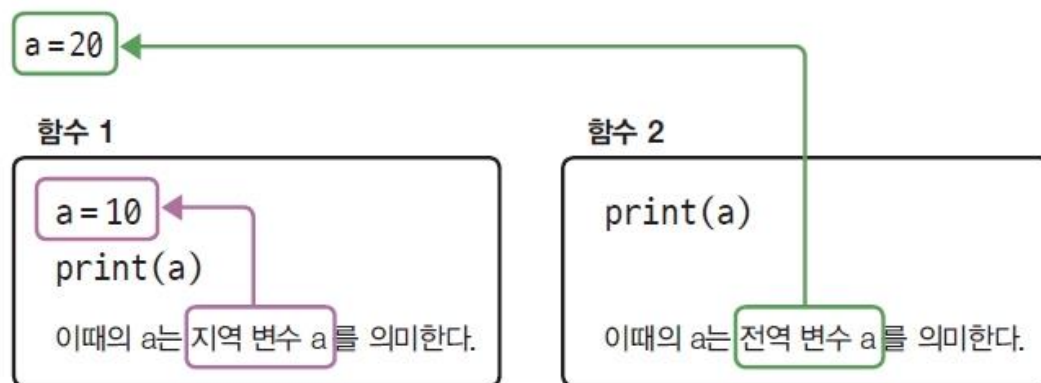 a=20
함수 1
a=10
print(a)
이때의 a는 지역 변수 a를 의미한다.
함수 2
print(a)
이때의 a는 전역 변수 a를 의미한다.